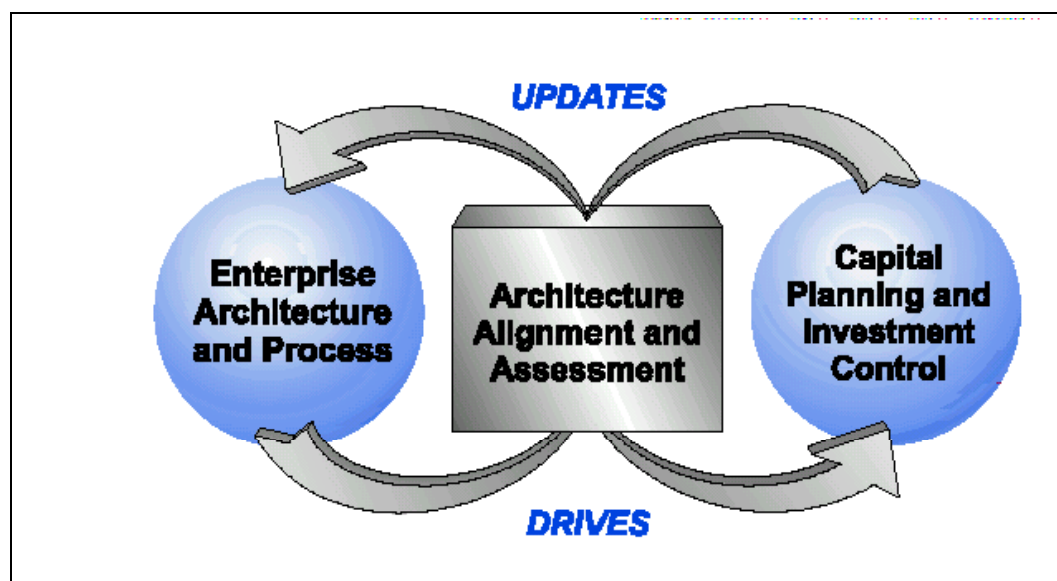 UPDATES
Enterprise
Architecture
and Process
Architecture
Alignment and
Assessment
Capital
Planning and
Investment
Control
DRIVES